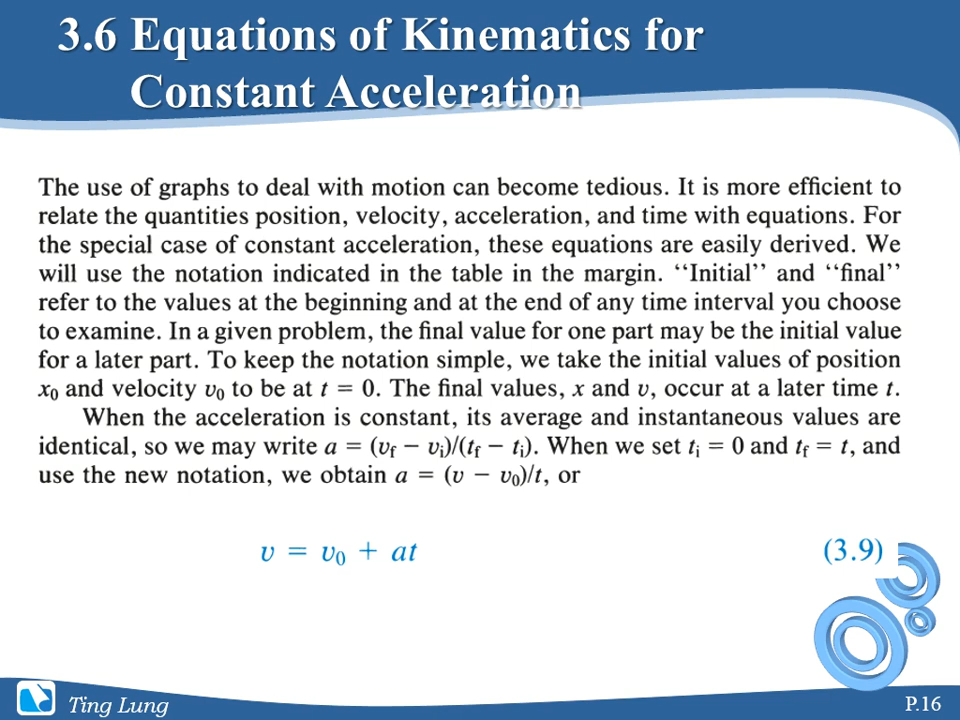 3.6 Equations of Kinematics for
Constant Acceleration
The use of graphs to deal with motion can become tedious. It is more efficient to
relate the quantities position, velocity, acceleration, and time with equations. For
the special case of constant acceleration, these equations are easily derived. We
will use the notation indicated in the table in the margin. ‘‘Initial’’ and ‘‘final’’
refer to the values at the beginning and at the end of any time interval you choose
to examine. In a given problem, the final value for one part may be the initial value
for a later part. To keep the notation simple, we take the initial values of position
x₀ and velocity v₀ to be at t = 0. The final values, x and v, occur at a later time t.
When the acceleration is constant, its average and instantaneous values are
identical, so we may write a = (v_f − v_i)/(t_f − t_i). When we set t_i = 0 and t_f = t, and
use the new notation, we obtain a = (v − v₀)/t, or
v = v₀ + at (3.9)
Ting Lung P.16